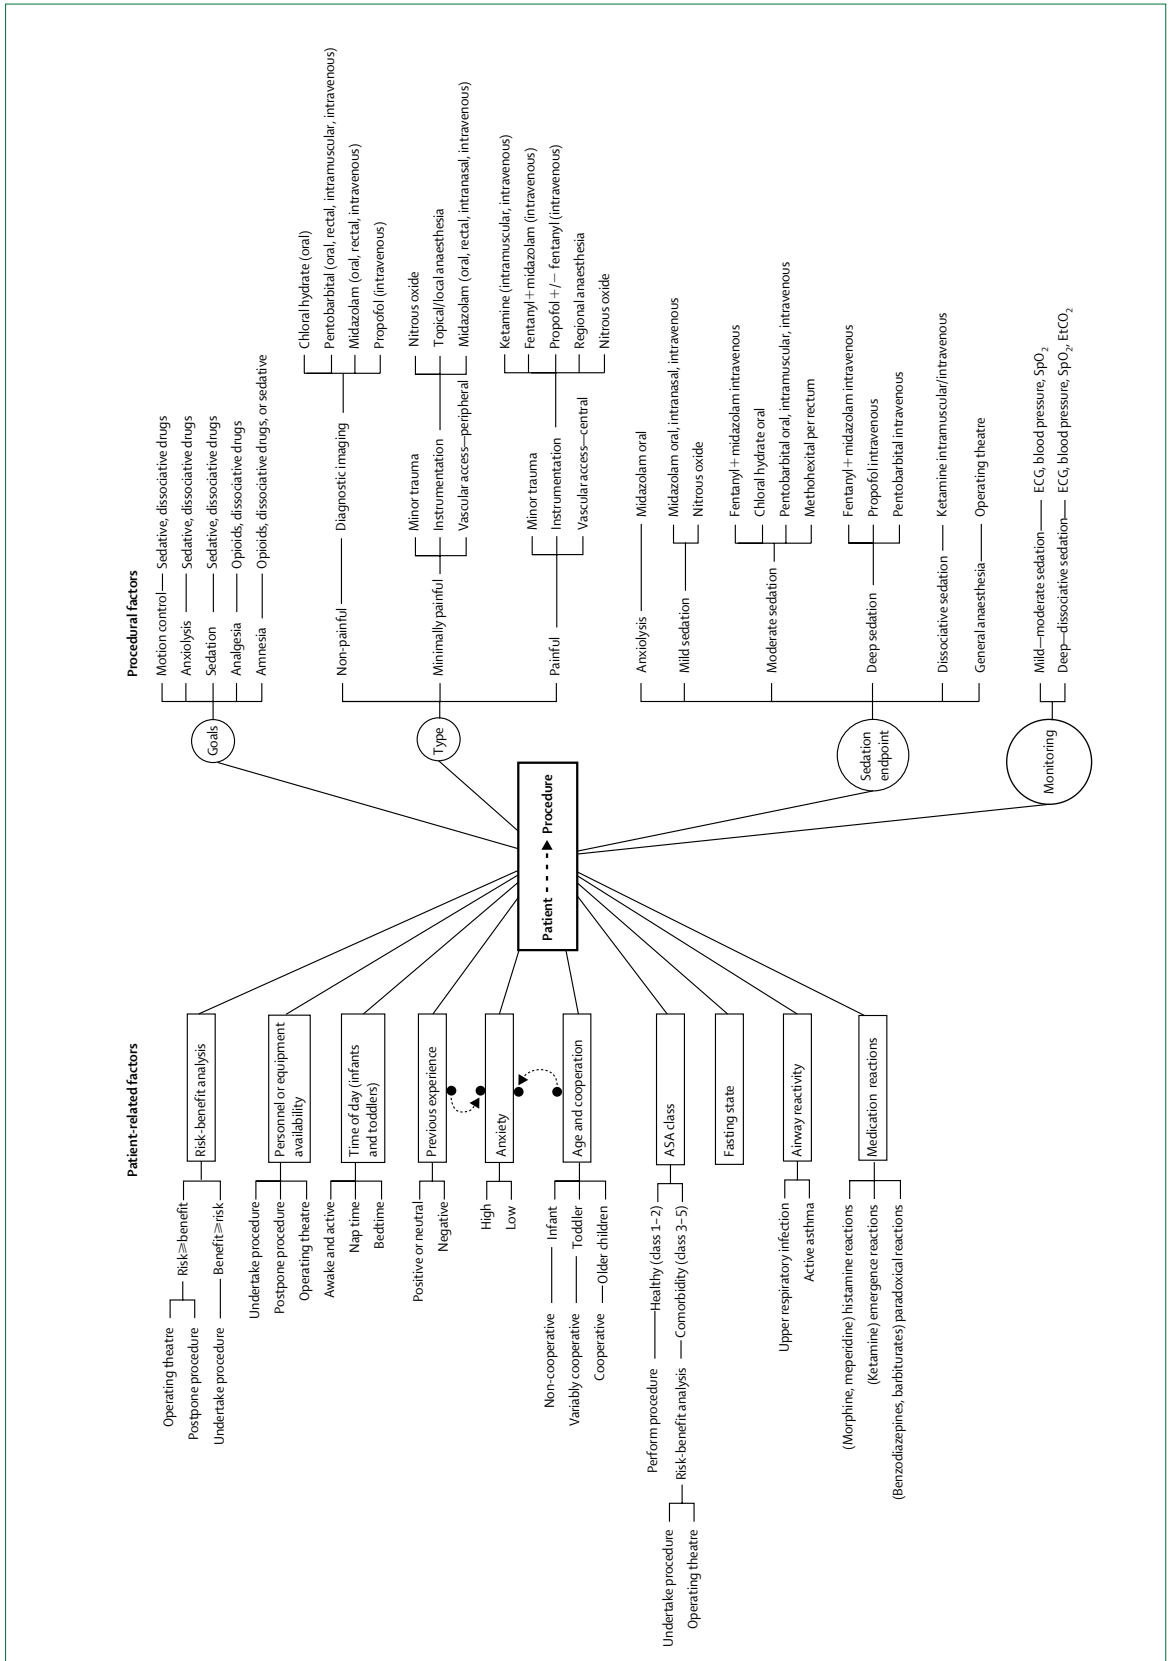 Patient-related factors
Operating theatre
Postpone procedure
Undertake procedure
Risk⩾benefit
Benefit⩾risk
Risk-benefit analysis
Undertake procedure
Postpone procedure
Operating theatre
Personnel or equipment
availability
Awake and active
Nap time
Bedtime
Time of day (infants
and toddlers)
Positive or neutral
Negative
Previous experience
High
Low
Anxiety
Non-cooperative
Variably cooperative
Cooperative
Infant
Toddler
Older children
Age and cooperation
Undertake procedure
Operating theatre
Perform procedure
Risk-benefit analysis
Healthy (class 1–2)
Comorbidity (class 3–5)
ASA class
Fasting state
Upper respiratory infection
Active asthma
Airway reactivity
(Morphine, meperidine) histamine reactions
(Ketamine) emergence reactions
(Benzodiazepines, barbiturates) paradoxical reactions
Medication reactions
Patient
Procedure
Procedural factors
Goals
Motion control
Sedative, dissociative drugs
Anxiolysis
Sedative, dissociative drugs
Sedation
Sedative, dissociative drugs
Analgesia
Opioids, dissociative drugs
Amnesia
Opioids, dissociative drugs, or sedative
Type
Non-painful
Diagnostic imaging
Chloral hydrate (oral)
Pentobarbital (oral, rectal, intramuscular, intravenous)
Midazolam (oral, rectal, intravenous)
Propofol (intravenous)
Minimally painful
Minor trauma
Instrumentation
Vascular access—peripheral
Nitrous oxide
Topical/local anaesthesia
Midazolam (oral, rectal, intranasal, intravenous)
Painful
Minor trauma
Instrumentation
Vascular access—central
Ketamine (intramuscular, intravenous)
Fentanyl+midazolam (intravenous)
Propofol +/− fentanyl (intravenous)
Regional anaesthesia
Nitrous oxide
Sedation
endpoint
Anxiolysis
Midazolam oral
Mild sedation
Midazolam oral, intranasal, intravenous
Nitrous oxide
Moderate sedation
Fentanyl+midazolam intravenous
Chloral hydrate oral
Pentobarbital oral, intramuscular, intravenous
Methohexital per rectum
Deep sedation
Fentanyl+midazolam intravenous
Propofol intravenous
Pentobarbital intravenous
Dissociative sedation
Ketamine intramuscular/intravenous
General anaesthesia
Operating theatre
Monitoring
Mild—moderate sedation
ECG, blood pressure, SpO₂
Deep—dissociative sedation
ECG, blood pressure, SpO₂, EtCO₂